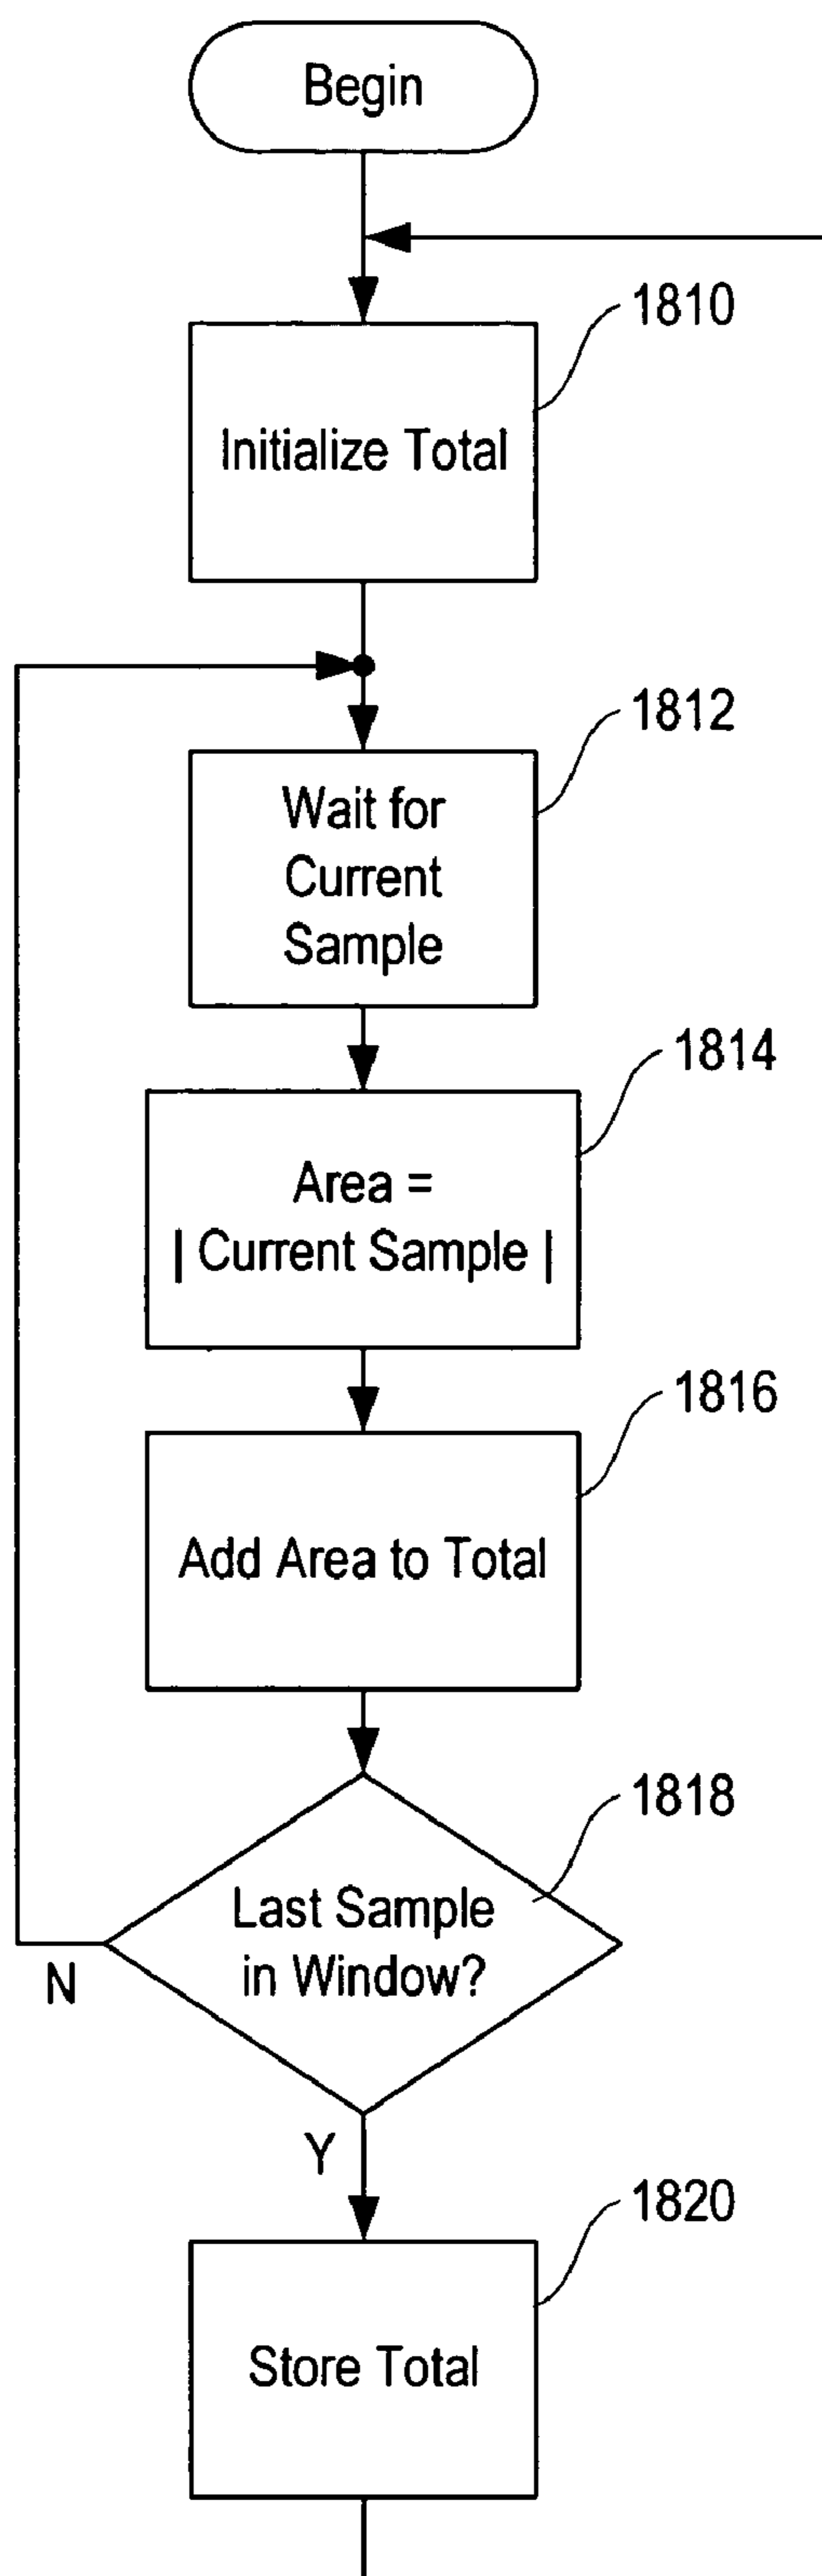 Begin
1810
Initialize Total
1812
Wait for
Current
Sample
1814
Area =
| Current Sample |
1816
Add Area to Total
1818
Last Sample
in Window?
N
Y
1820
Store Total